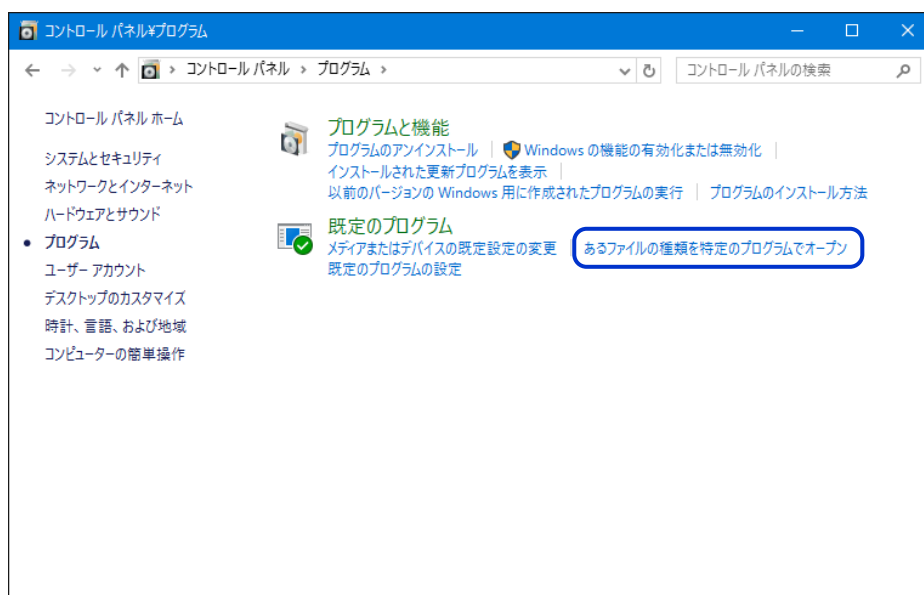 コントロール パネル¥プログラム
コントロール パネル › プログラム ›
コントロール パネルの検索
コントロール パネル ホーム
システムとセキュリティ
ネットワークとインターネット
ハードウェアとサウンド
プログラム
ユーザー アカウント
デスクトップのカスタマイズ
時計、言語、および地域
コンピューターの簡単操作
プログラムと機能
プログラムのアンインストール | Windows の機能の有効化または無効化 |
インストールされた更新プログラムを表示 |
以前のバージョンの Windows 用に作成されたプログラムの実行 | プログラムのインストール方法
既定のプログラム
メディアまたはデバイスの既定設定の変更 | あるファイルの種類を特定のプログラムでオープン
既定のプログラムの設定